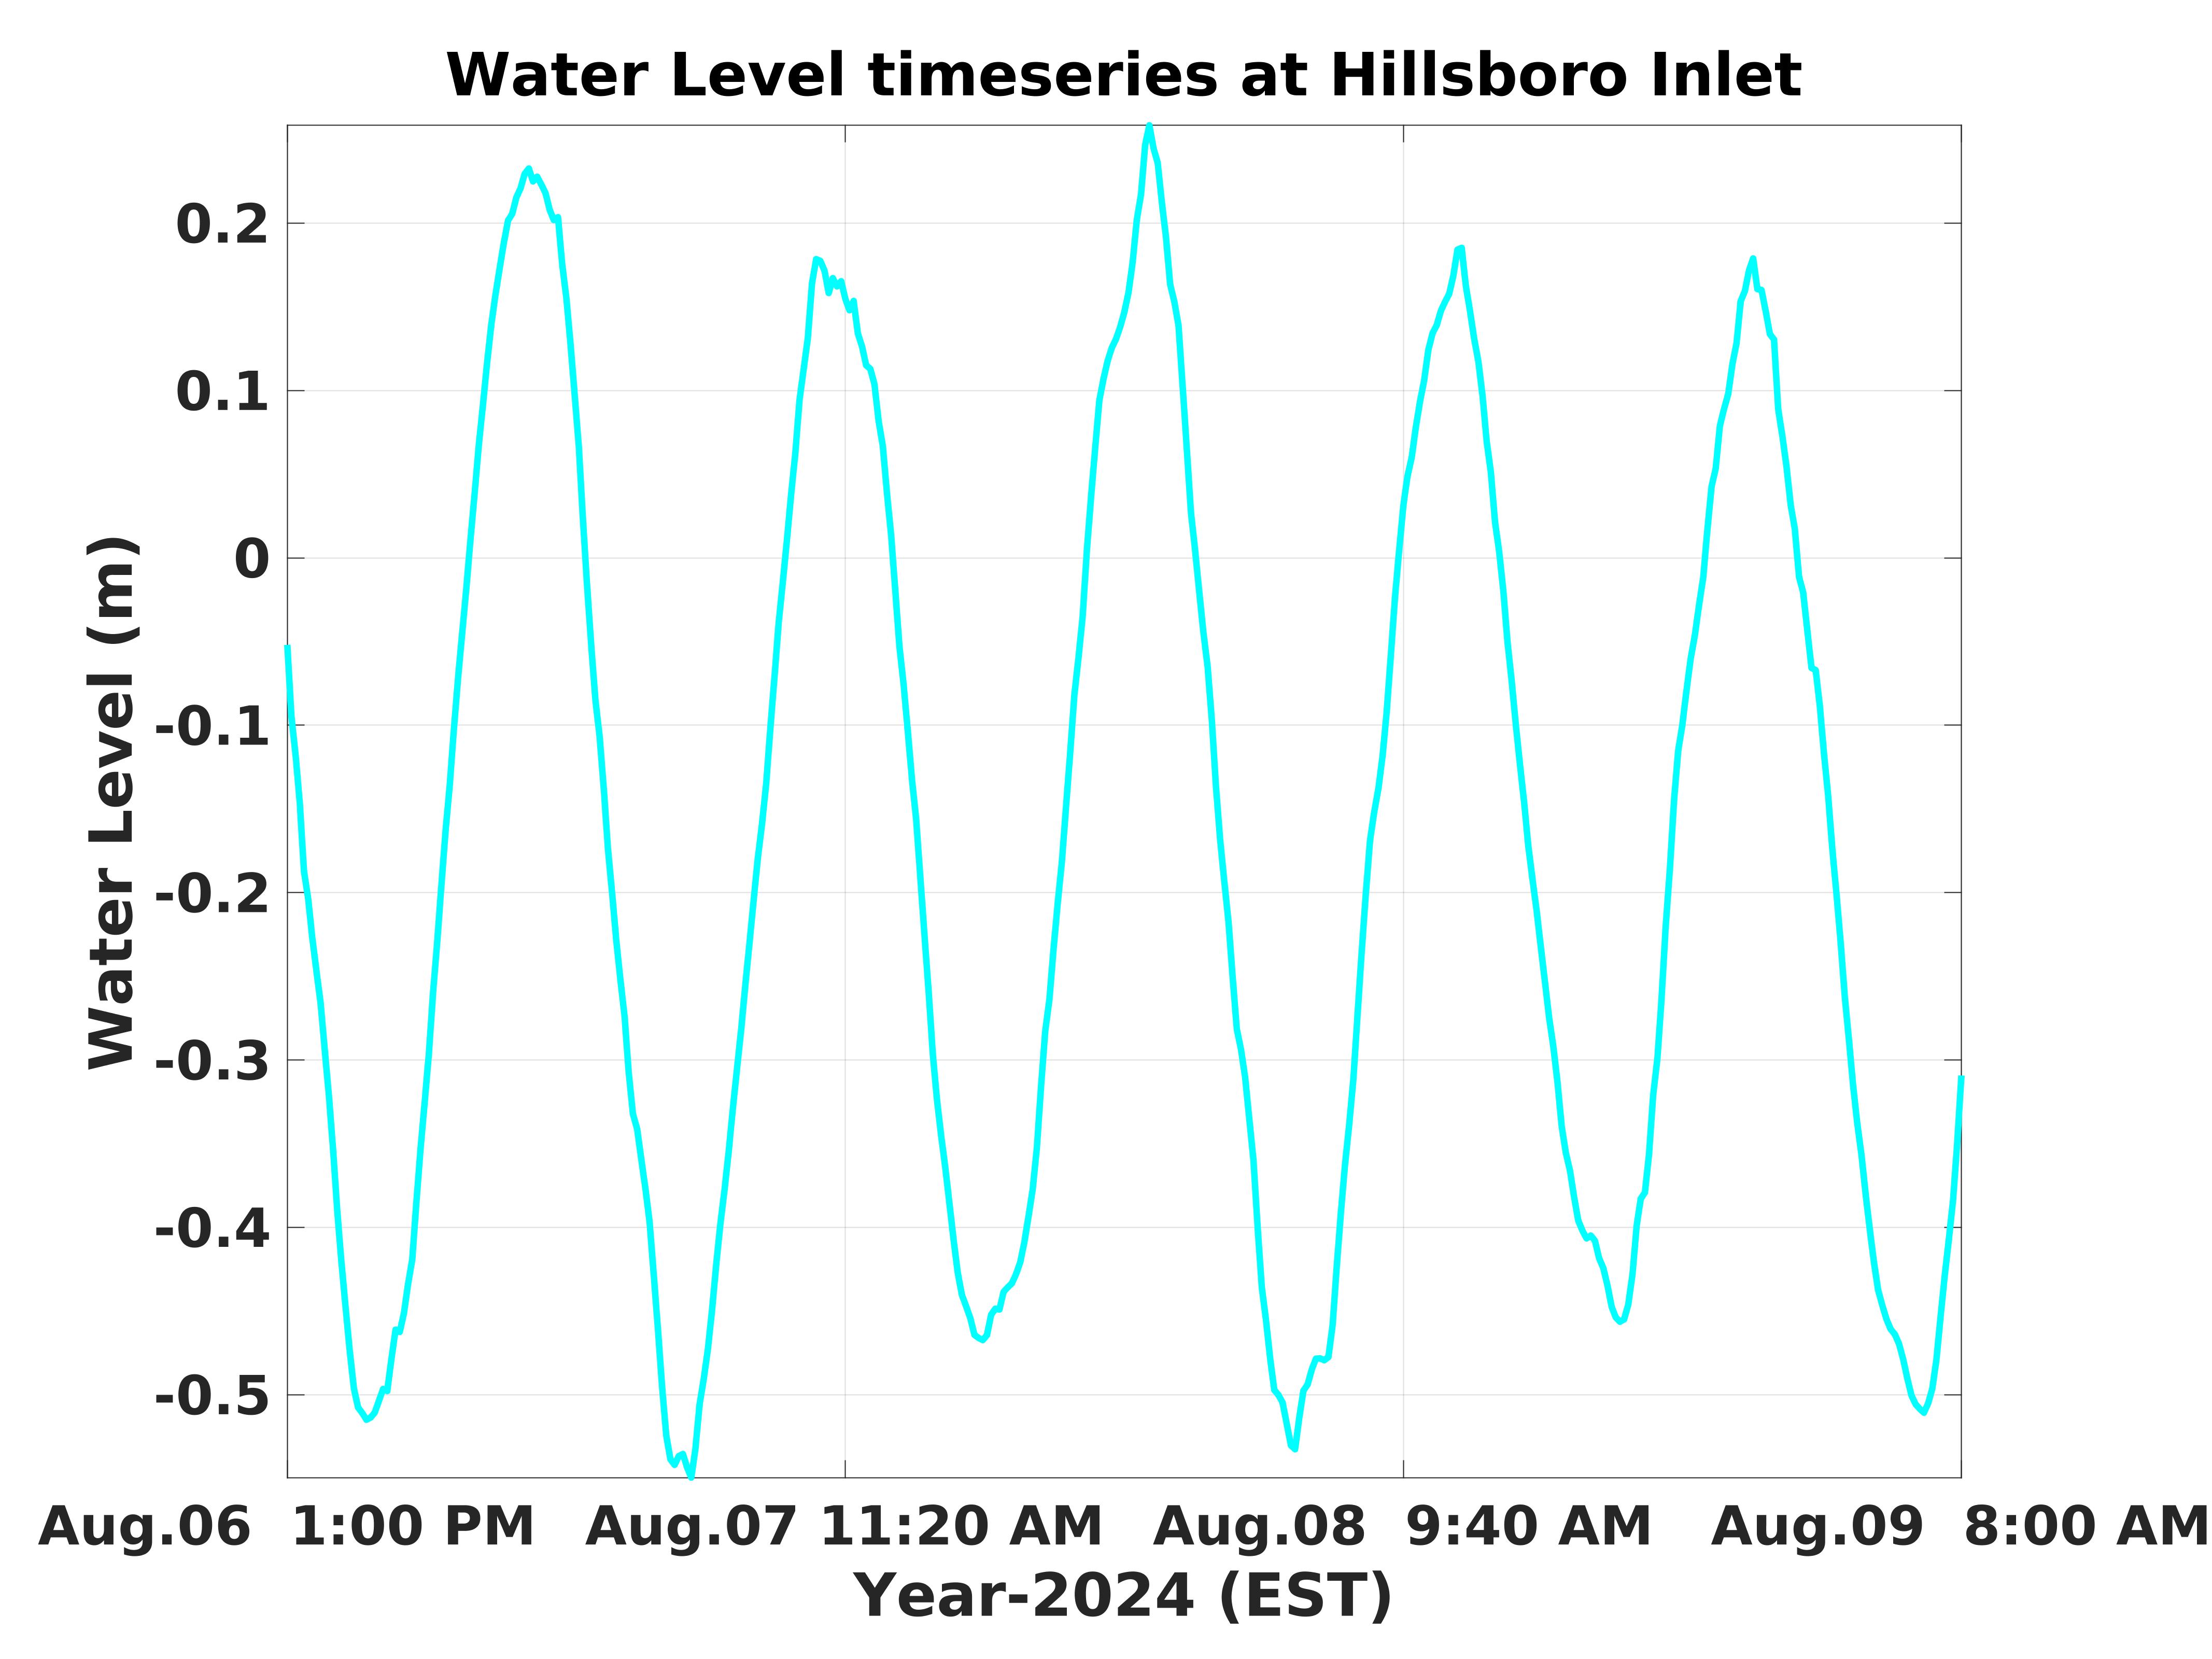 Water Level timeseries at Hillsboro Inlet
Water Level (m)
0.2
0.1
0
-0.1
-0.2
-0.3
-0.4
-0.5
Aug.06 1:00 PM Aug.07 11:20 AM Aug.08 9:40 AM Aug.09 8:00 AM
Year-2024 (EST)